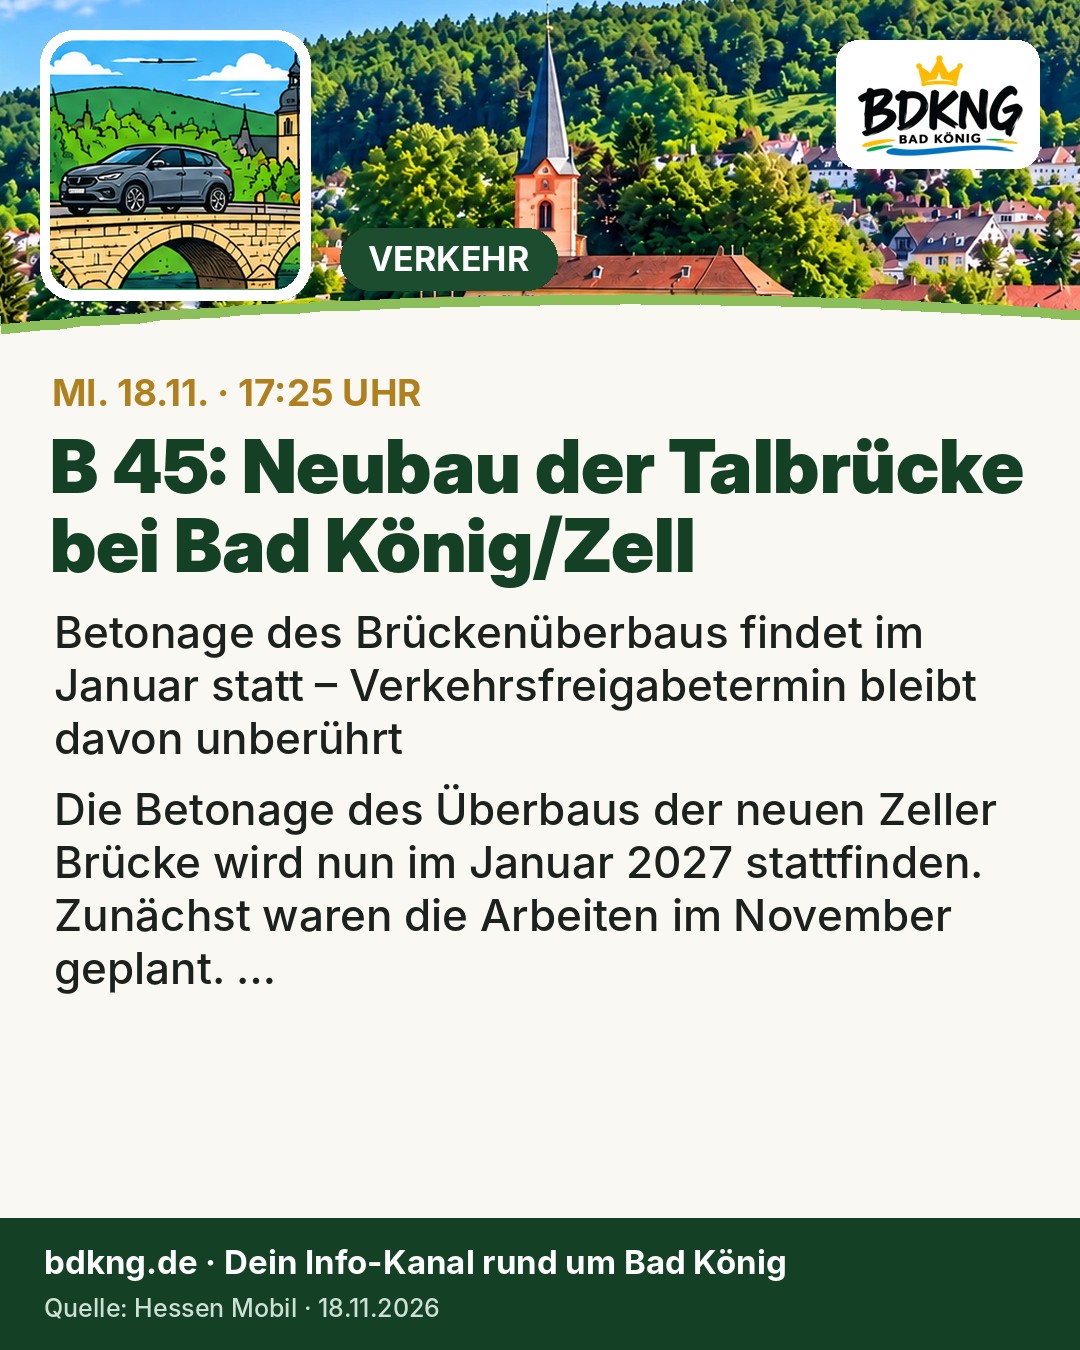 BDKNG
BAD KÖNIG
VERKEHR
MI. 18.11. · 17:25 UHR
B 45: Neubau der Talbrücke
bei Bad König/Zell
Betonage des Brückenüberbaus findet im
Januar statt – Verkehrsfreigabetermin bleibt
davon unberührt
Die Betonage des Überbaus der neuen Zeller
Brücke wird nun im Januar 2027 stattfinden.
Zunächst waren die Arbeiten im November
geplant. ...
bdkng.de · Dein Info-Kanal rund um Bad König
Quelle: Hessen Mobil · 18.11.2026